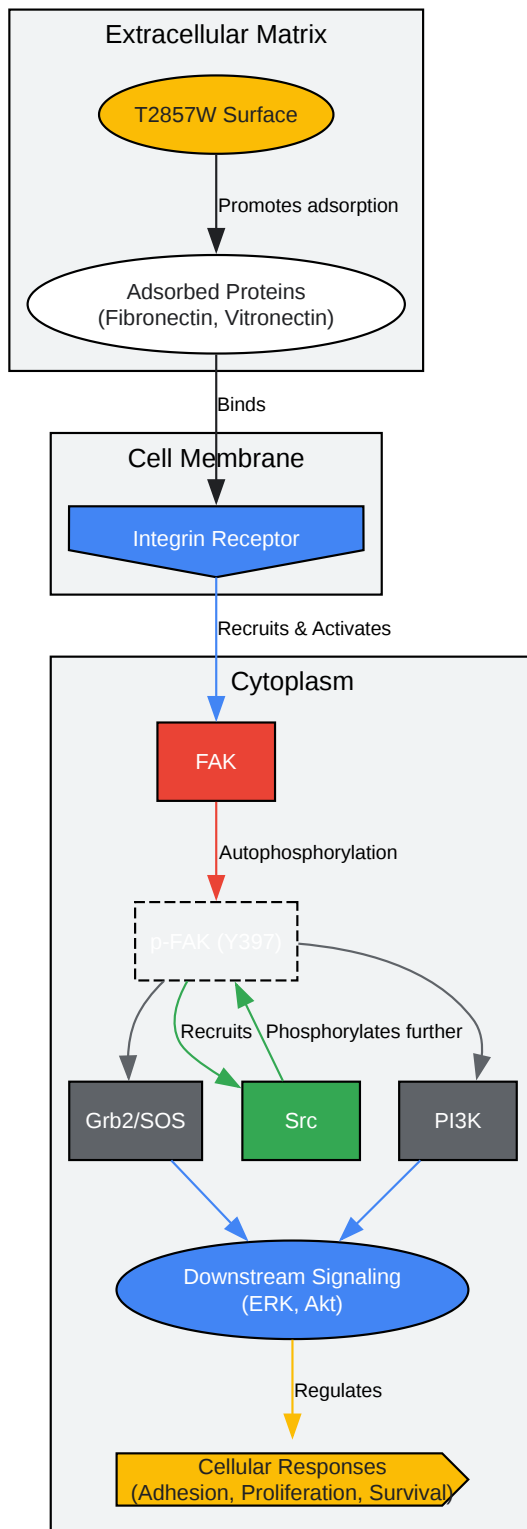 Extracellular Matrix
T2857W Surface
Promotes adsorption
Adsorbed Proteins
(Fibronectin, Vitronectin)
Binds
Cell Membrane
Integrin Receptor
Recruits & Activates
Cytoplasm
FAK
Autophosphorylation
p-FAK (Y397)
Recruits
Phosphorylates further
Grb2/SOS
Src
PI3K
Downstream Signaling
(ERK, Akt)
Regulates
Cellular Responses
(Adhesion, Proliferation, Survival)